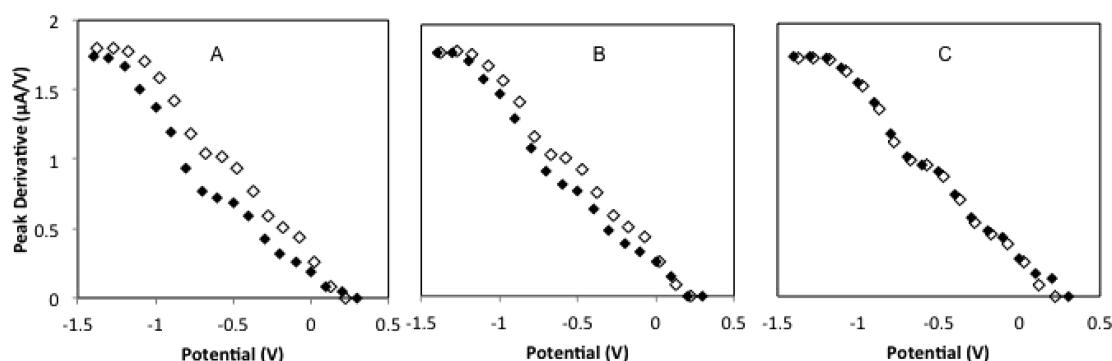 A B C
Peak Derivative (µA/V)
2
1.5
1
0.5
0
-1.5 -1 -0.5 0 0.5 -1.5 -1 -0.5 0 0.5 -1.5 -1 -0.5 0 0.5
Potential (V) Potential (V) Potential (V)